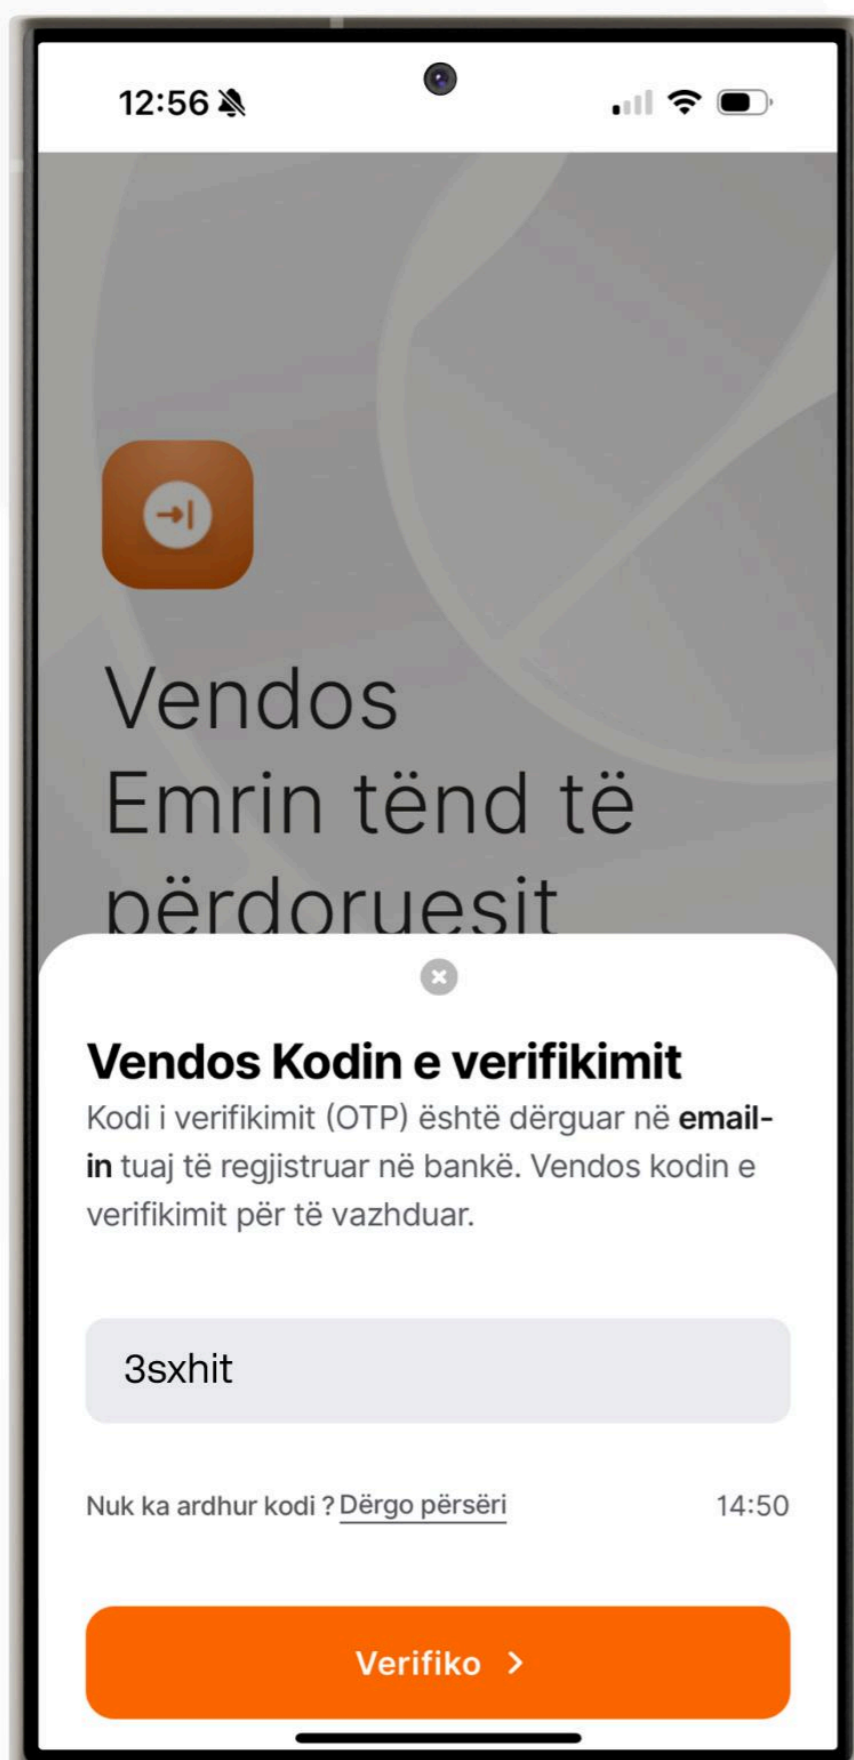 12:56
Vendos
Emrin tënd të
përdoruesit
Vendos Kodin e verifikimit
Kodi i verifikimit (OTP) është dërguar në email-
in tuaj të regjistruar në bankë. Vendos kodin e
verifikimit për të vazhduar.
3sxhit
Nuk ka ardhur kodi ? Dërgo përsëri 14:50
Verifiko >